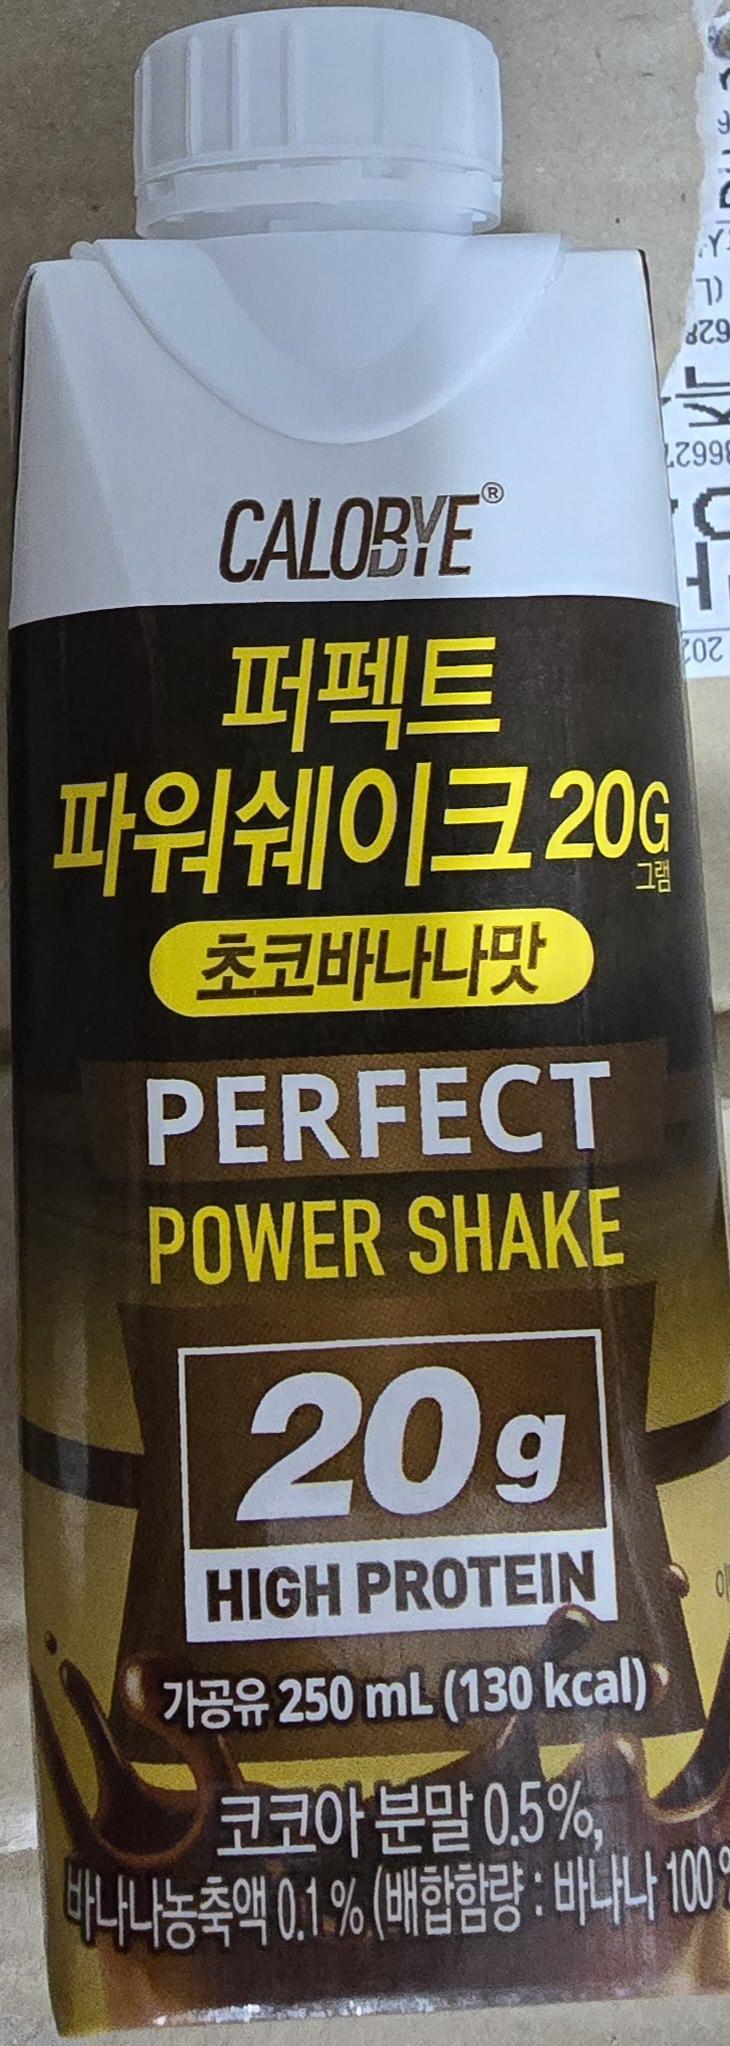 CALOBYE®
퍼펙트
파워쉐이크 20G
그램
초코바나나맛
PERFECT
POWER SHAKE
20g
HIGH PROTEIN
가공유 250 mL (130 kcal)
코코아 분말 0.5%,
바나나농축액 0.1 % (배합함량 : 바나나 100%